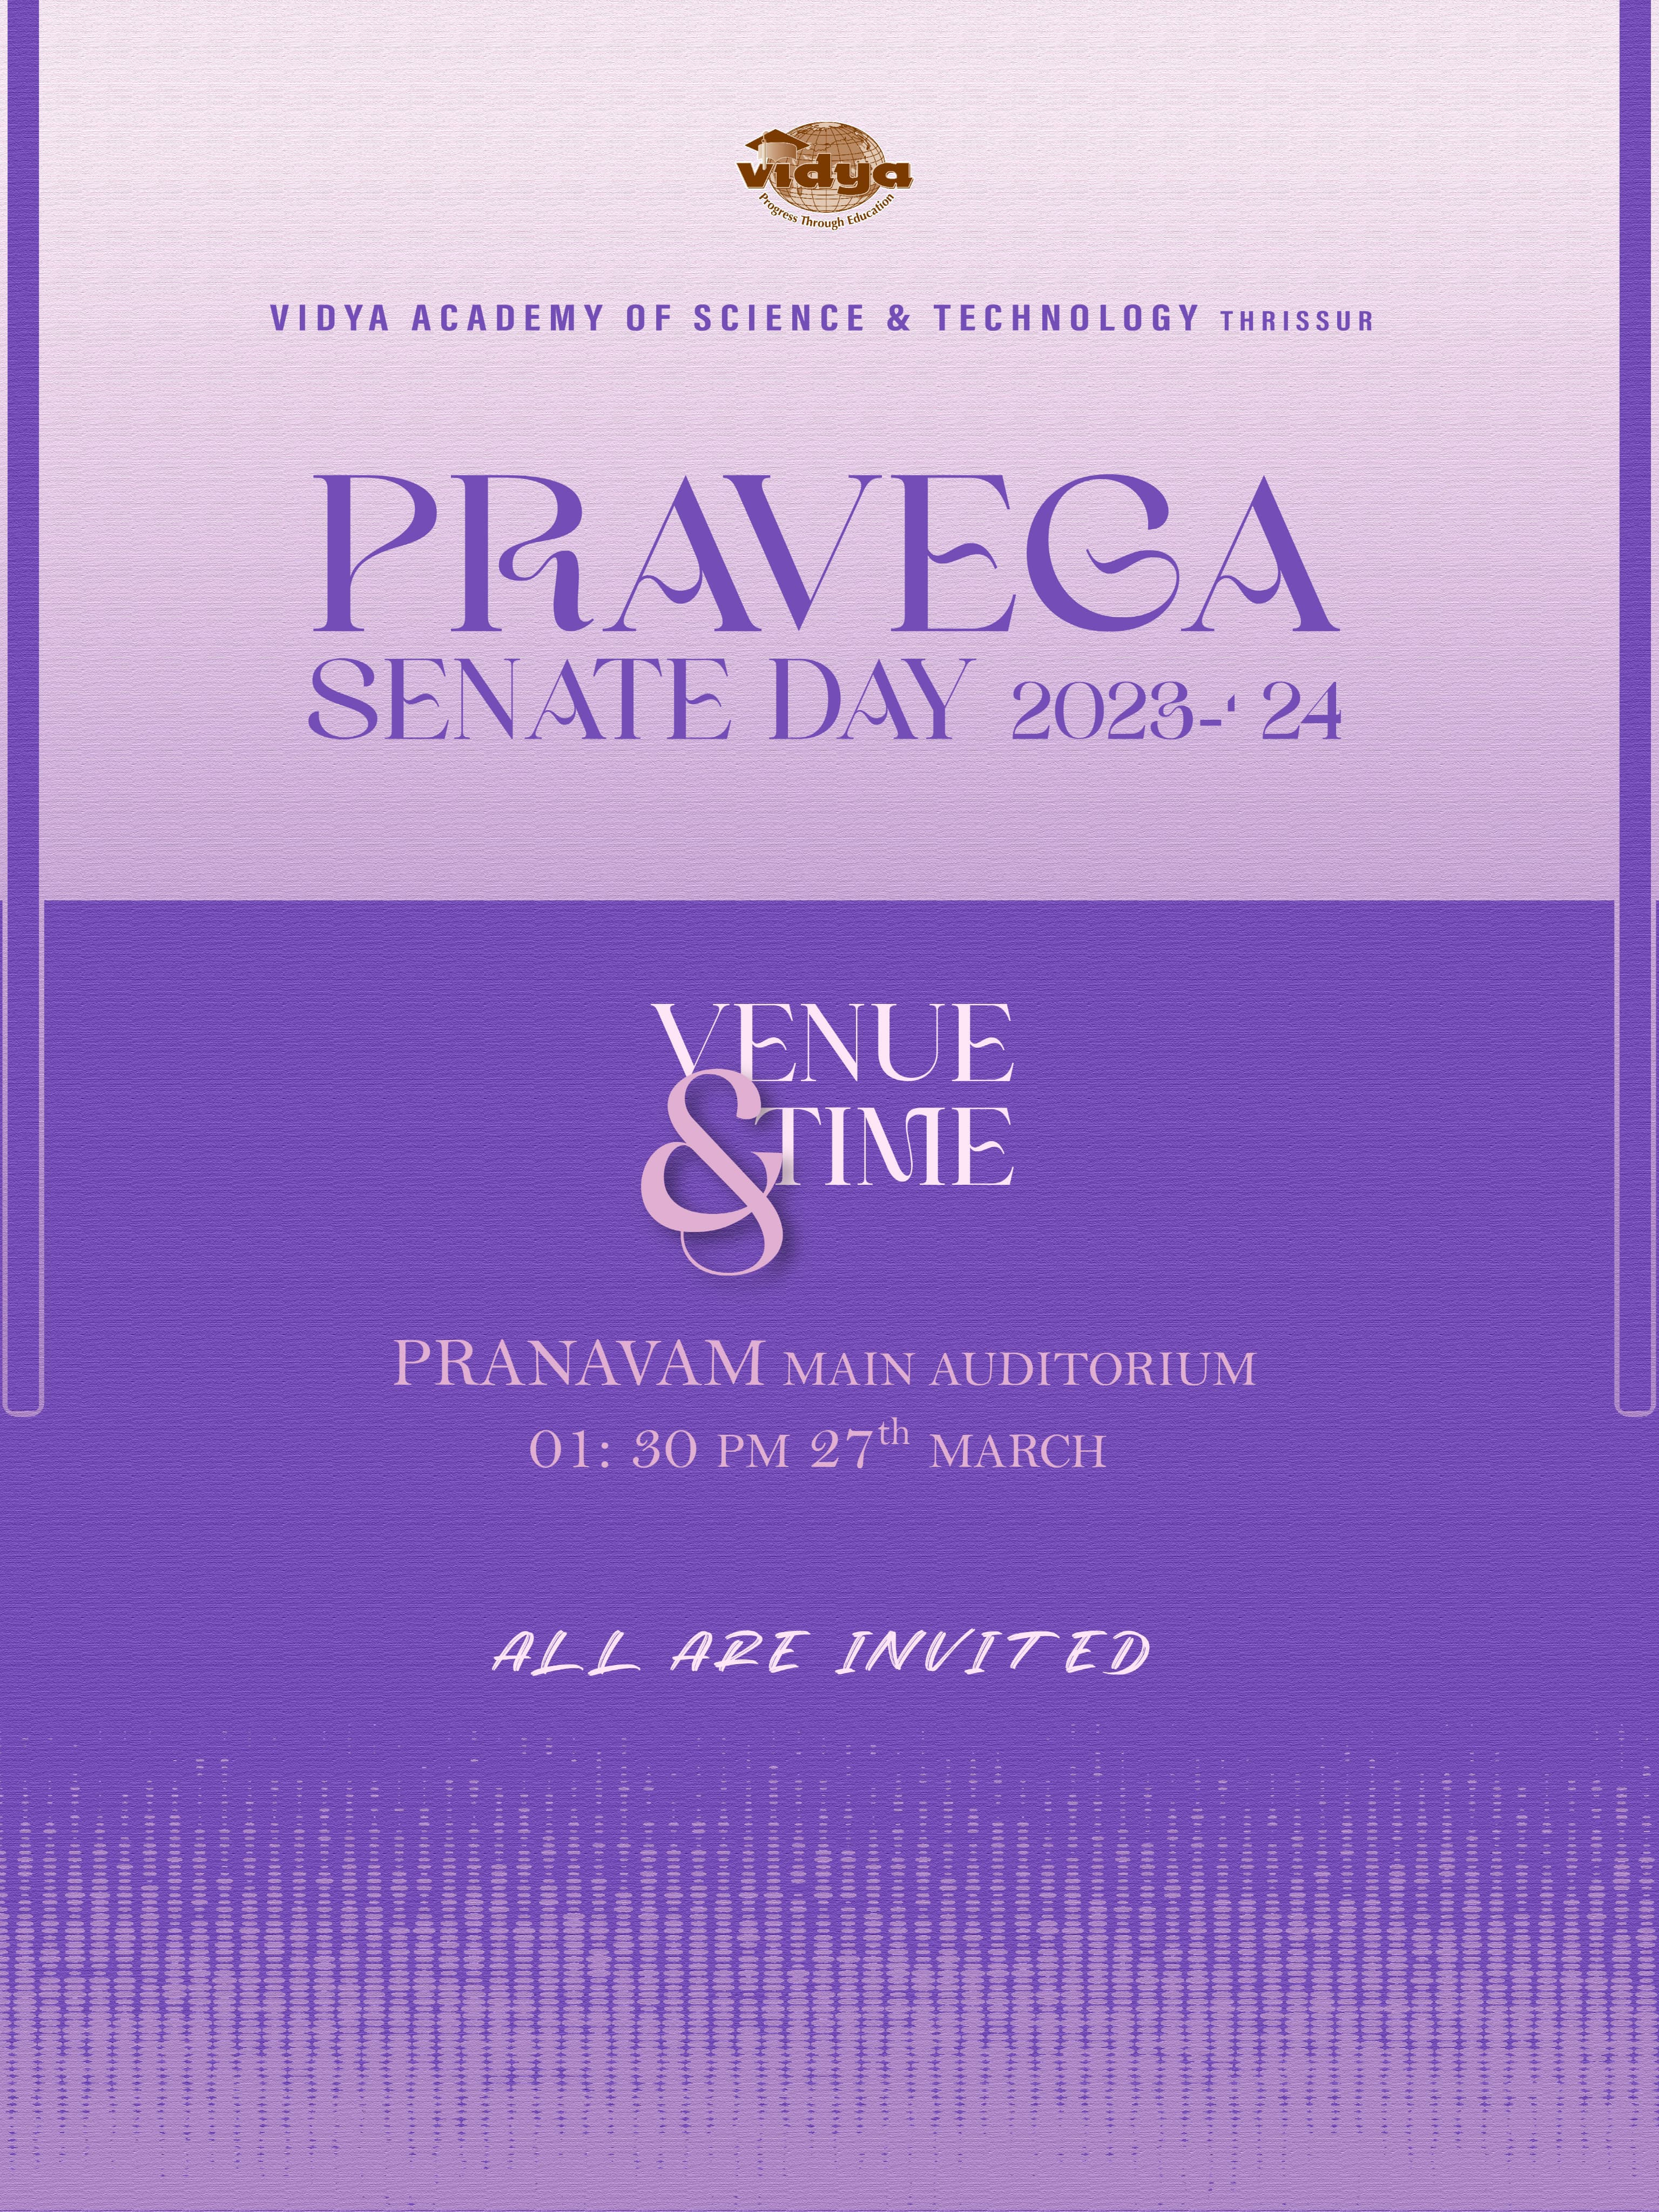 vidya
Progress Through Education
VIDYA ACADEMY OF SCIENCE & TECHNOLOGY THRISSUR
PRAVEGA
SENATE DAY 2023-‘ 24
VENUE
& TIME
PRANAVAM MAIN AUDITORIUM
01: 30 PM 27th MARCH
ALL ARE INVITED